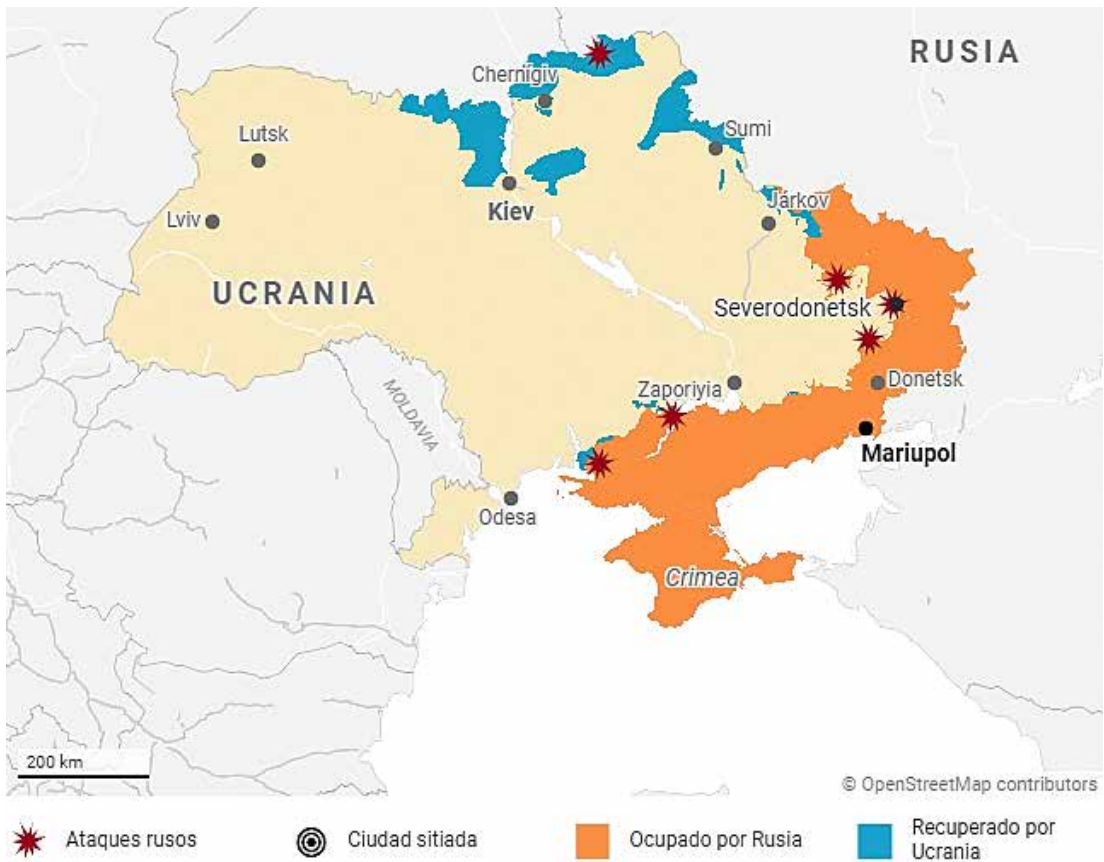 RUSIA
Chernígiv
Sumi
Lutsk
Kiev
Járkov
Lviv
UCRANIA
Severodonetsk
MOLDAVIA
Zaporiyia
Donetsk
Mariupol
Odesa
Crimea
200 km
© OpenStreetMap contributors
Ataques rusos
Ciudad sitiada
Ocupado por Rusia
Recuperado por
Ucrania